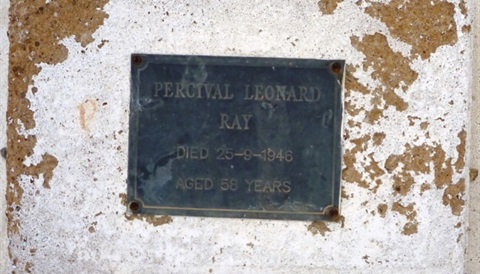 PERCIVAL LEONARD
RAY
DIED 25-9-1946
AGED 58 YEARS